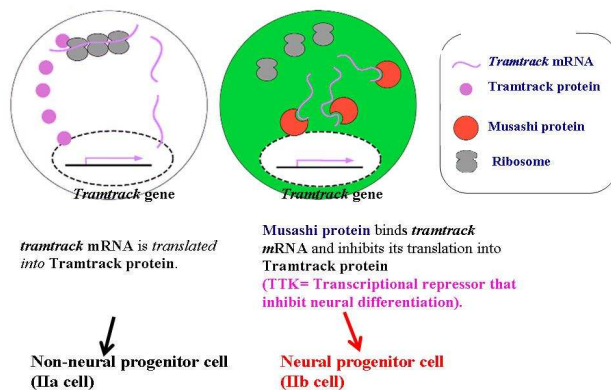 Tramtrack mRNA
Tramtrack protein
Musashi protein
Ribosome
Tramtrack gene
Tramtrack gene
tramtrack mRNA is translated
into Tramtrack protein.
Musashi protein binds tramtrack
mRNA and inhibits its translation into
Tramtrack protein
(TTK= Transcriptional repressor that
inhibit neural differentiation).
Non-neural progenitor cell
(IIa cell)
Neural progenitor cell
(IIb cell)